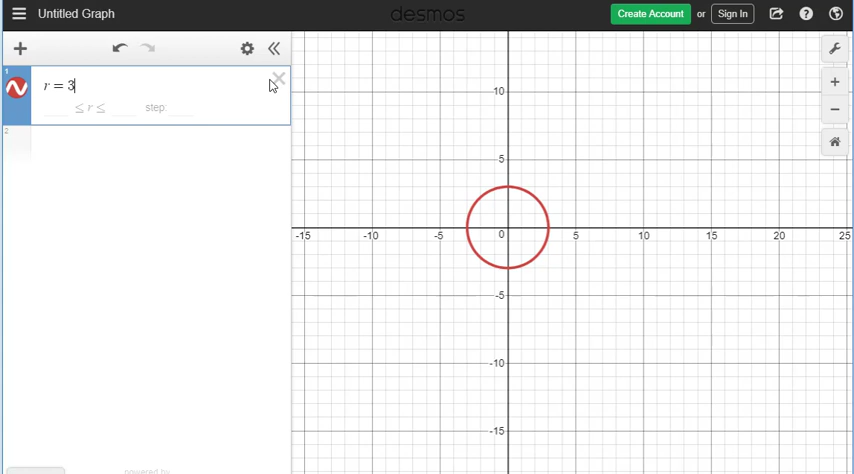 Untitled Graph
desmos
Create Account or Sign In
1
r = 3
≤ r ≤ step:
2
powered by
10
5
-15 -10 -5 0 5 10 15 20 25
-5
-10
-15